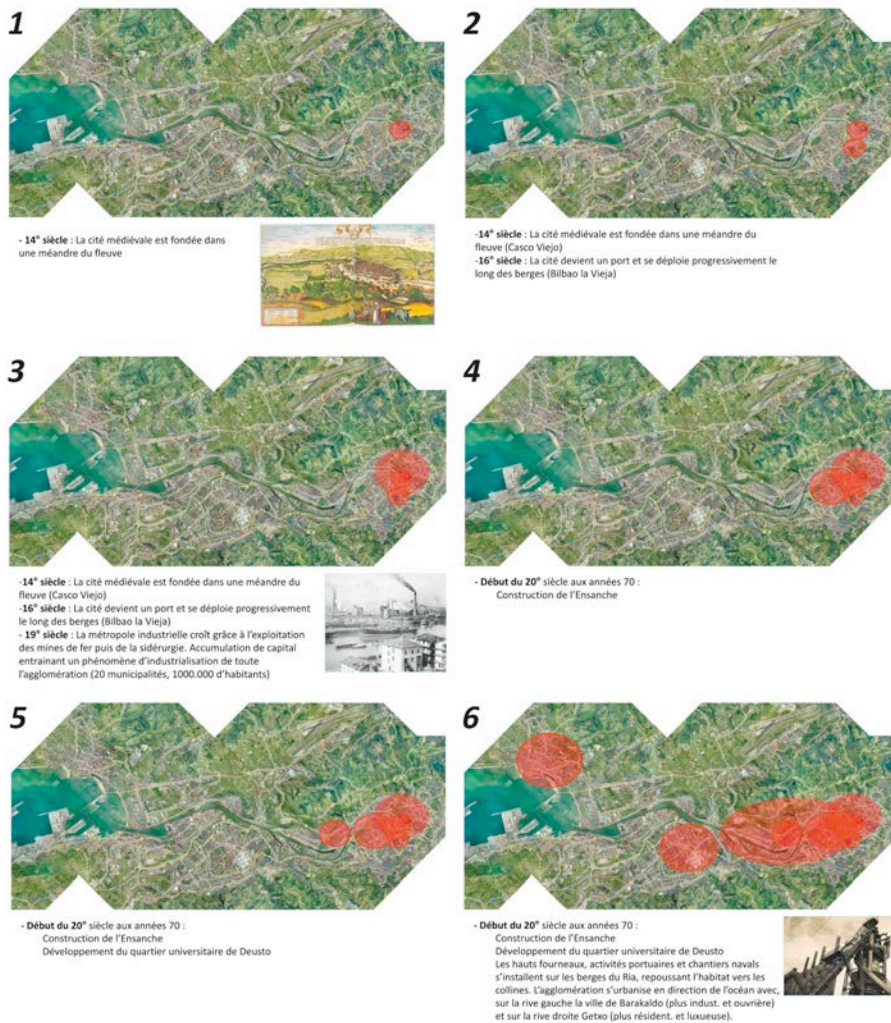 1
2
- 14° siècle : La cité médiévale est fondée dans
une méandre du fleuve
-14° siècle : La cité médiévale est fondée dans une méandre du
fleuve (Casco Viejo)
-16° siècle : La cité devient un port et se déploie progressivement le
long des berges (Bilbao la Vieja)
3
4
-14° siècle : La cité médiévale est fondée dans une méandre du
fleuve (Casco Viejo)
-16° siècle : La cité devient un port et se déploie progressivement
le long des berges (Bilbao la Vieja)
- 19° siècle : La métropole industrielle croît grâce à l'exploitation
des mines de fer puis de la sidérurgie. Accumulation de capital
entrainant un phénomène d'industrialisation de toute
l'agglomération (20 municipalités, 1000.000 d'habitants)
- Début du 20° siècle aux années 70 :
Construction de l'Ensanche
5
6
- Début du 20° siècle aux années 70 :
Construction de l'Ensanche
Développement du quartier universitaire de Deusto
- Début du 20° siècle aux années 70 :
Construction de l'Ensanche
Développement du quartier universitaire de Deusto
Les hauts fourneaux, activités portuaires et chantiers navals
s'installent sur les berges du Ria, repoussant l'habitat vers les
collines. L'agglomération s'urbanise en direction de l'océan avec,
sur la rive gauche la ville de Barakaldo (plus indust. et ouvrière)
et sur la rive droite Getxo (plus résident. et luxueuse).